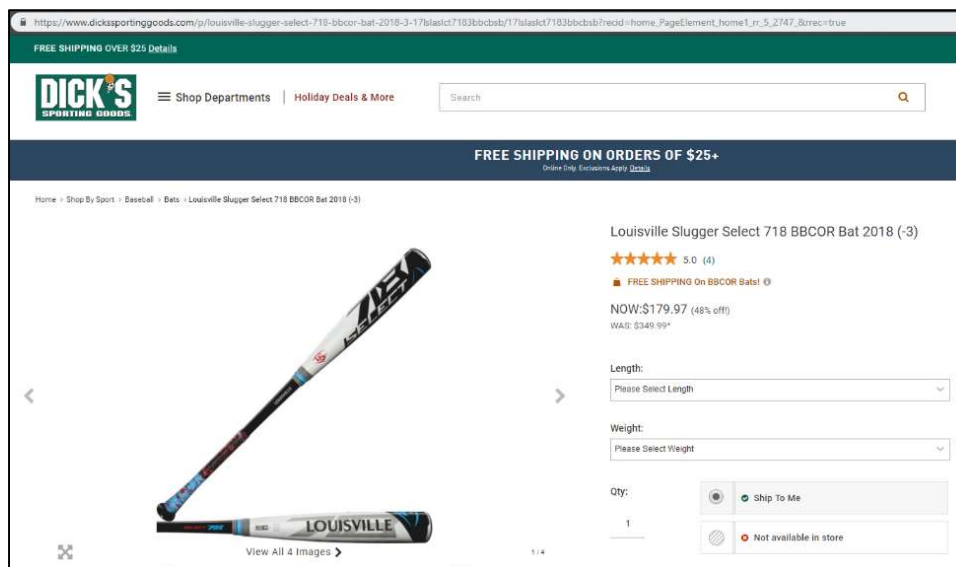 https://www.dickssportinggoods.com/p/louisville-slugger-select-718-bbcor-bat-2018-3-17lslaslct7183bbcbsb/17lslaslct7183bbcbsb?recid=home_PageElement_home1_rr_5_2747_&rrec=true
FREE SHIPPING OVER $25 Details
DICK'S
SPORTING GOODS.
Shop Departments
Holiday Deals & More
Search
FREE SHIPPING ON ORDERS OF $25+
Online Only. Exclusions Apply Details
Home › Shop By Sport › Baseball › Bats › Louisville Slugger Select 718 BBCOR Bat 2018 (-3)
Louisville Slugger Select 718 BBCOR Bat 2018 (-3)
5.0 (4)
FREE SHIPPING On BBCOR Bats!
NOW:$179.97 (48% off!)
WAS: $349.99*
Length:
Please Select Length
Weight:
Please Select Weight
Qty:
1
Ship To Me
Not available in store
718
SELECT
SELECT 718
LOUISVILLE
View All 4 Images
1/4